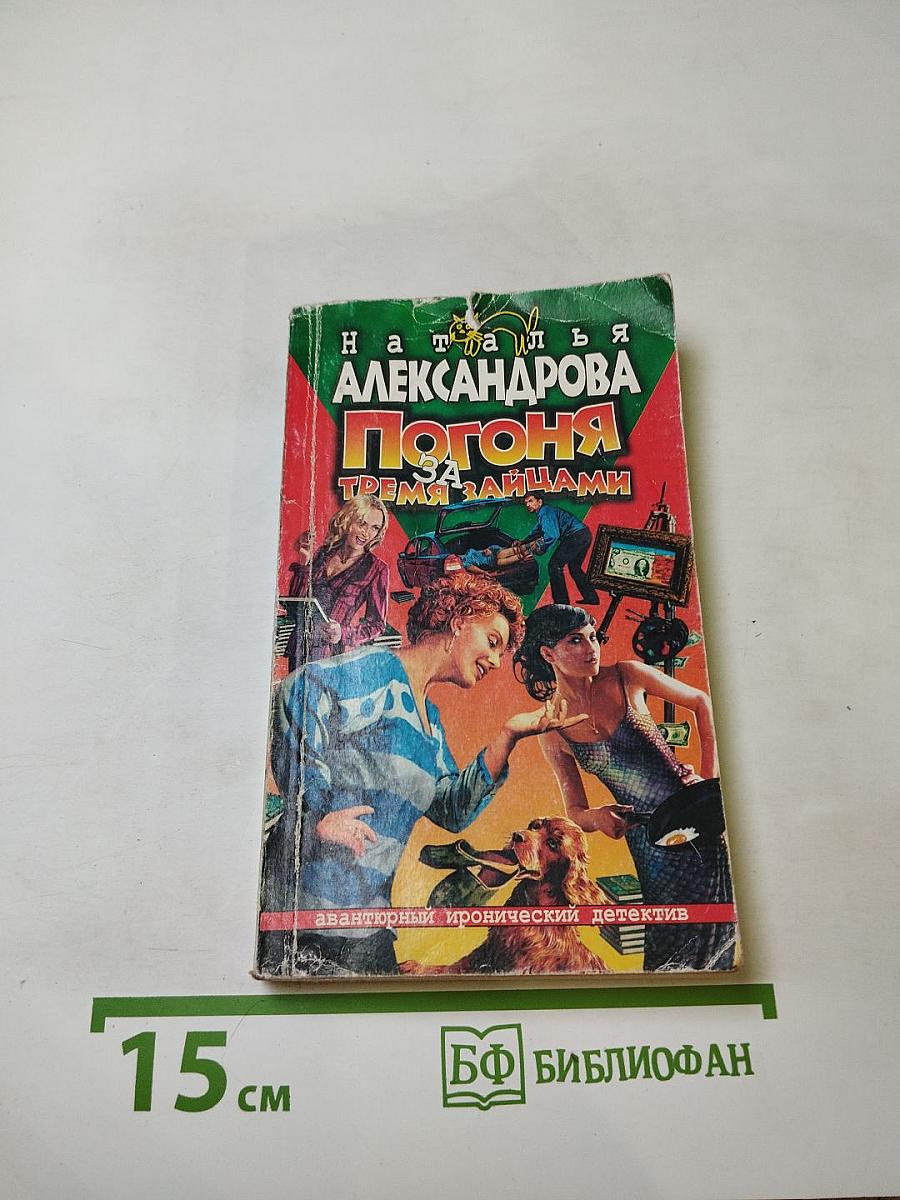 Наталья
АЛЕКСАНДРОВА
ПОГОНЯ
ЗА
ТРЕМЯ ЗАЙЦАМИ
авантюрный иронический детектив
15 см
БФ БИБЛИОФАН